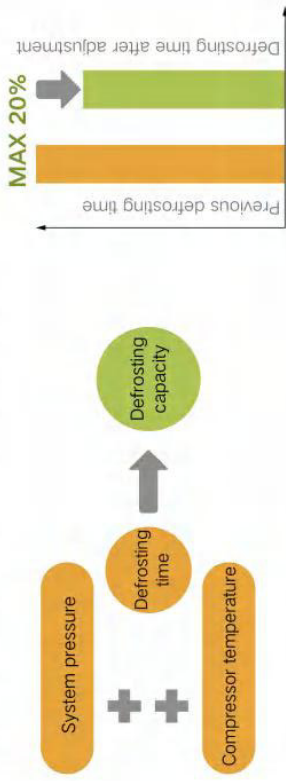 System pressure
Defrosting
time
Compressor temperature
Defrosting
capacity
MAX 20%
Previous defrosting time
Defrosting time after adjustment